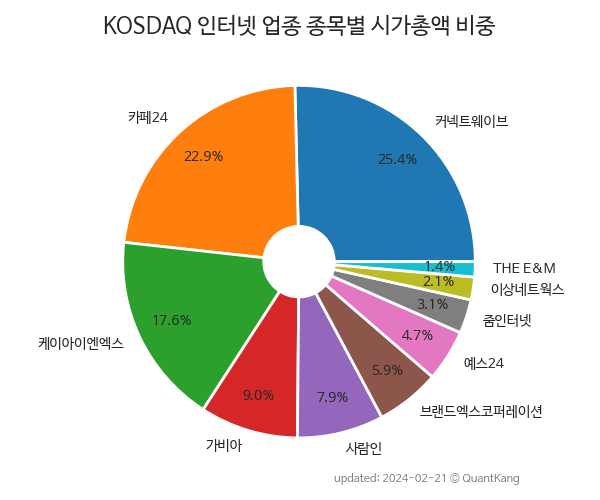 KOSDAQ 인터넷 업종 종목별 시가총액 비중
커넥트웨이브
25.4%
카페24
22.9%
케이아이엔엑스
17.6%
가비아
9.0%
사람인
7.9%
브랜드엑스코퍼레이션
5.9%
예스24
4.7%
줌인터넷
3.1%
이상네트웍스
2.1%
THE E&M
1.4%
updated: 2024-02-21 © QuantKang